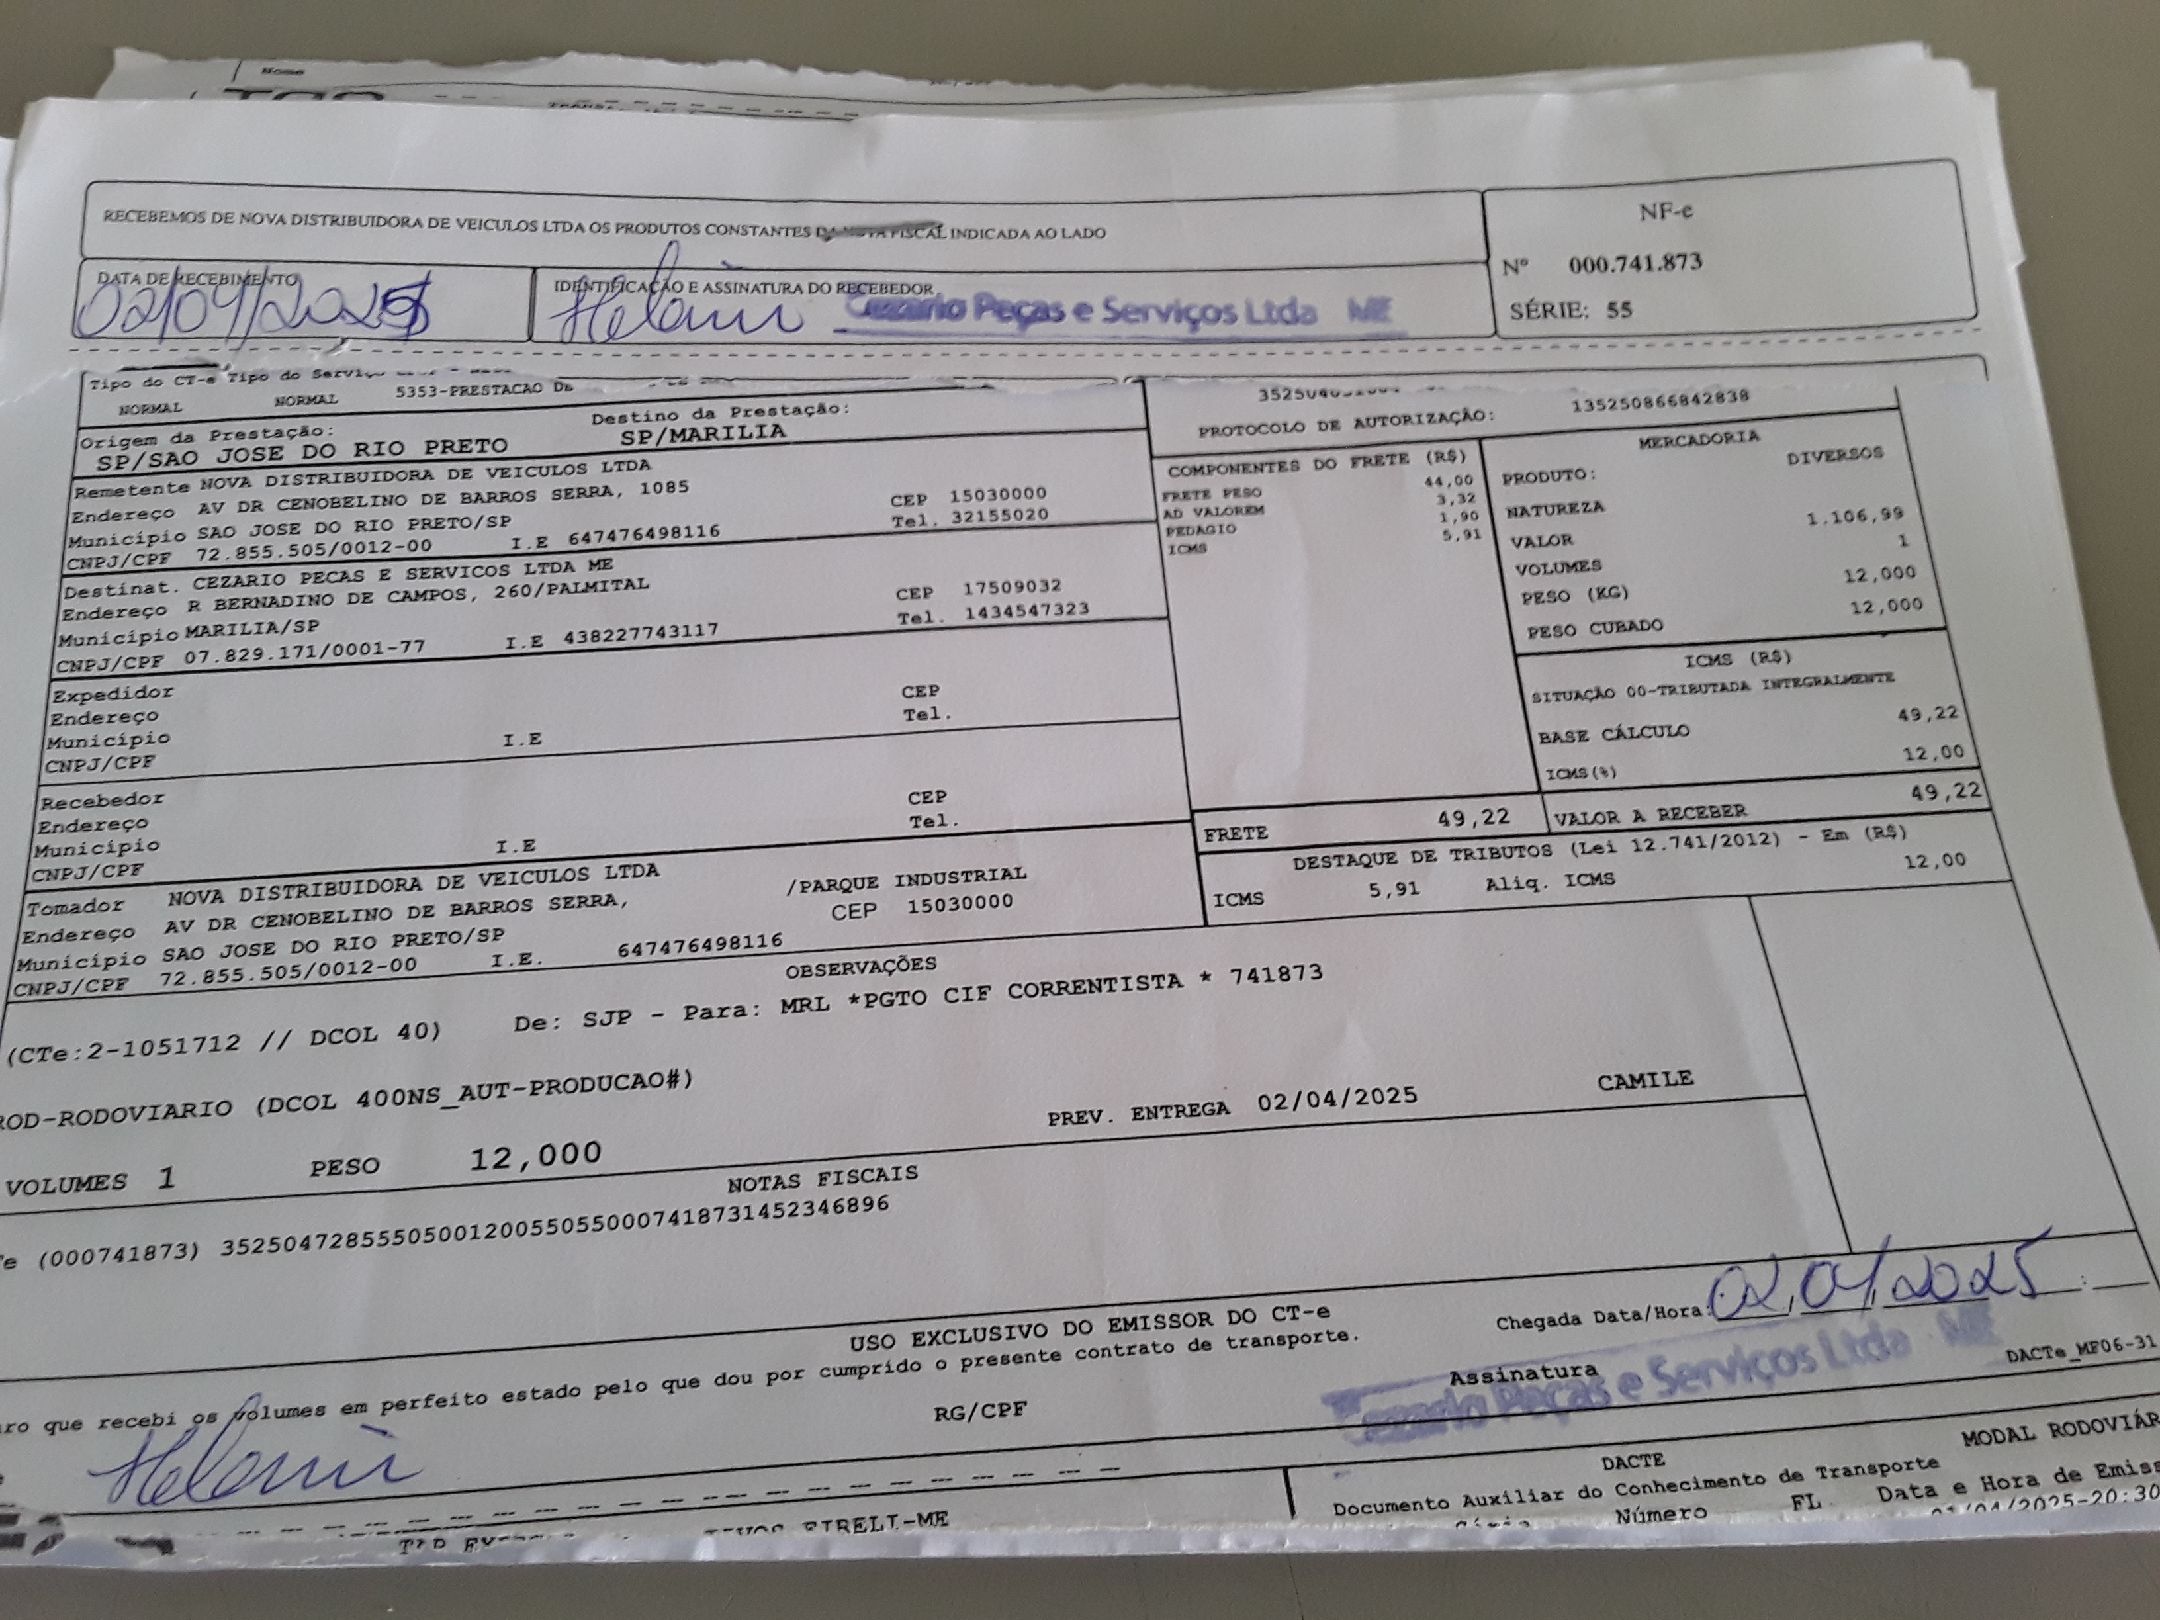 Nome
RECEBEMOS DE NOVA DISTRIBUIDORA DE VEICULOS LTDA OS PRODUTOS CONSTANTES DA NOTA FISCAL INDICADA AO LADO
NF-e
Nº 000.741.873
SÉRIE: 55
DATA DE RECEBIMENTO
02/04/2025
IDENTIFICAÇÃO E ASSINATURA DO RECEBEDOR
Cezario Peças e Serviços Ltda ME
Tipo do CT-e Tipo do Serviço
NORMAL NORMAL 5353-PRESTACAO DE
PROTOCOLO DE AUTORIZAÇÃO: 135250866842838
Origem da Prestação: Destino da Prestação:
SP/SAO JOSE DO RIO PRETO SP/MARILIA
Remetente NOVA DISTRIBUIDORA DE VEICULOS LTDA
Endereço AV DR CENOBELINO DE BARROS SERRA, 1085 CEP 15030000
Município SAO JOSE DO RIO PRETO/SP Tel. 32155020
CNPJ/CPF 72.855.505/0012-00 I.E 647476498116
Destinat. CEZARIO PECAS E SERVICOS LTDA ME
Endereço R BERNADINO DE CAMPOS, 260/PALMITAL CEP 17509032
Município MARILIA/SP Tel. 1434547323
CNPJ/CPF 07.829.171/0001-77 I.E 438227743117
Expedidor CEP
Endereço Tel.
Município I.E
CNPJ/CPF
Recebedor CEP
Endereço Tel.
Município I.E
CNPJ/CPF
Tomador NOVA DISTRIBUIDORA DE VEICULOS LTDA
Endereço AV DR CENOBELINO DE BARROS SERRA, /PARQUE INDUSTRIAL
Município SAO JOSE DO RIO PRETO/SP CEP 15030000
CNPJ/CPF 72.855.505/0012-00 I.E. 647476498116
COMPONENTES DO FRETE (R$)
FRETE PESO 44,00
AD VALOREM 3,32
PEDAGIO 1,90
ICMS 5,91
MERCADORIA
PRODUTO: DIVERSOS
NATUREZA
VALOR 1.106,99
VOLUMES 1
PESO (KG) 12,000
PESO CUBADO 12,000
ICMS (R$)
SITUAÇÃO 00-TRIBUTADA INTEGRALMENTE
BASE CÁLCULO 49,22
ICMS(%) 12,00
FRETE 49,22 VALOR A RECEBER 49,22
DESTAQUE DE TRIBUTOS (Lei 12.741/2012) - Em (R$)
ICMS 5,91 Aliq. ICMS 12,00
OBSERVAÇÕES
(CTe:2-1051712 // DCOL 40) De: SJP - Para: MRL *PGTO CIF CORRENTISTA * 741873
ROD-RODOVIARIO (DCOL 400NS_AUT-PRODUCAO#)
PREV. ENTREGA 02/04/2025 CAMILE
VOLUMES 1 PESO 12,000
NOTAS FISCAIS
(000741873) 35250472855505001200550550007418731452346896
USO EXCLUSIVO DO EMISSOR DO CT-e
Chegada Data/Hora: 02/04/2025
que recebi os volumes em perfeito estado pelo que dou por cumprido o presente contrato de transporte.
RG/CPF
Assinatura
Cezario Peças e Serviços Ltda ME
DACTe_MF06-31
DACTE
MODAL RODOVIÁR
Documento Auxiliar do Conhecimento de Transporte
Número FL Data e Hora de Emiss
01/04/2025-20:30
EIRELI-ME